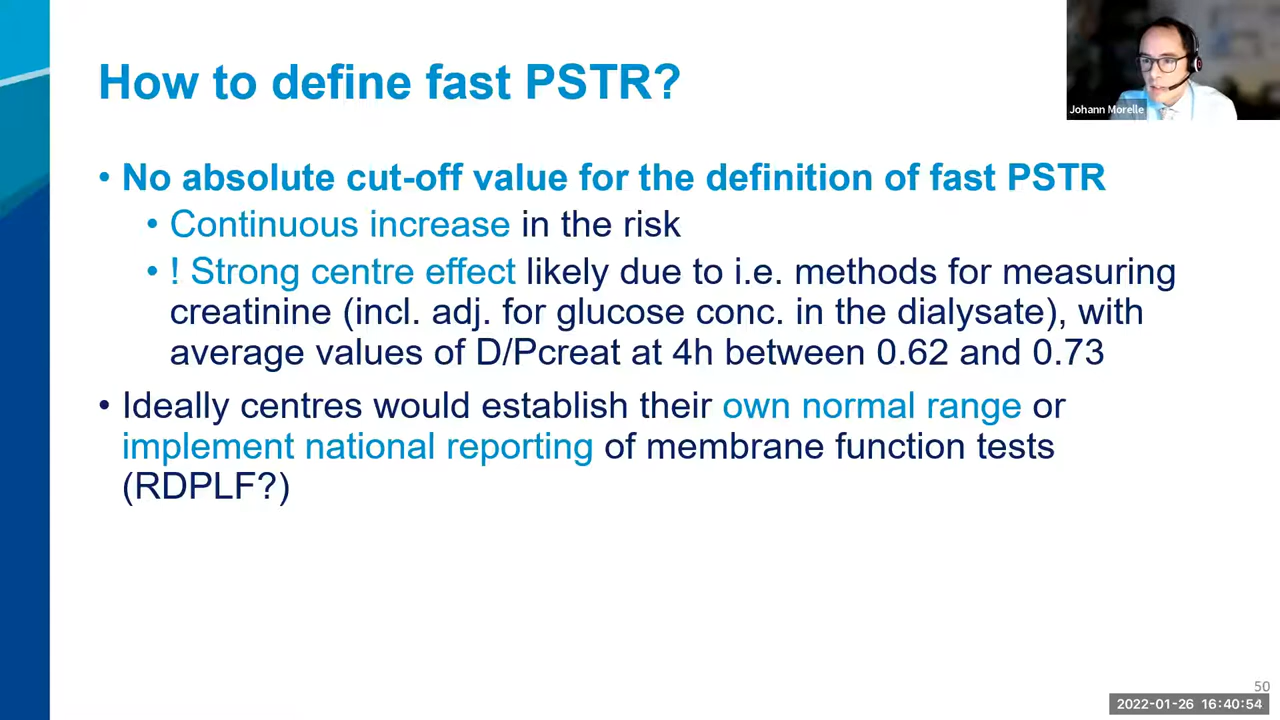 How to define fast PSTR?
Johann Morelle
• No absolute cut-off value for the definition of fast PSTR
• Continuous increase in the risk
• ! Strong centre effect likely due to i.e. methods for measuring
creatinine (incl. adj. for glucose conc. in the dialysate), with
average values of D/Pcreat at 4h between 0.62 and 0.73
• Ideally centres would establish their own normal range or
implement national reporting of membrane function tests
(RDPLF?)
50
2022-01-26 16:40:54